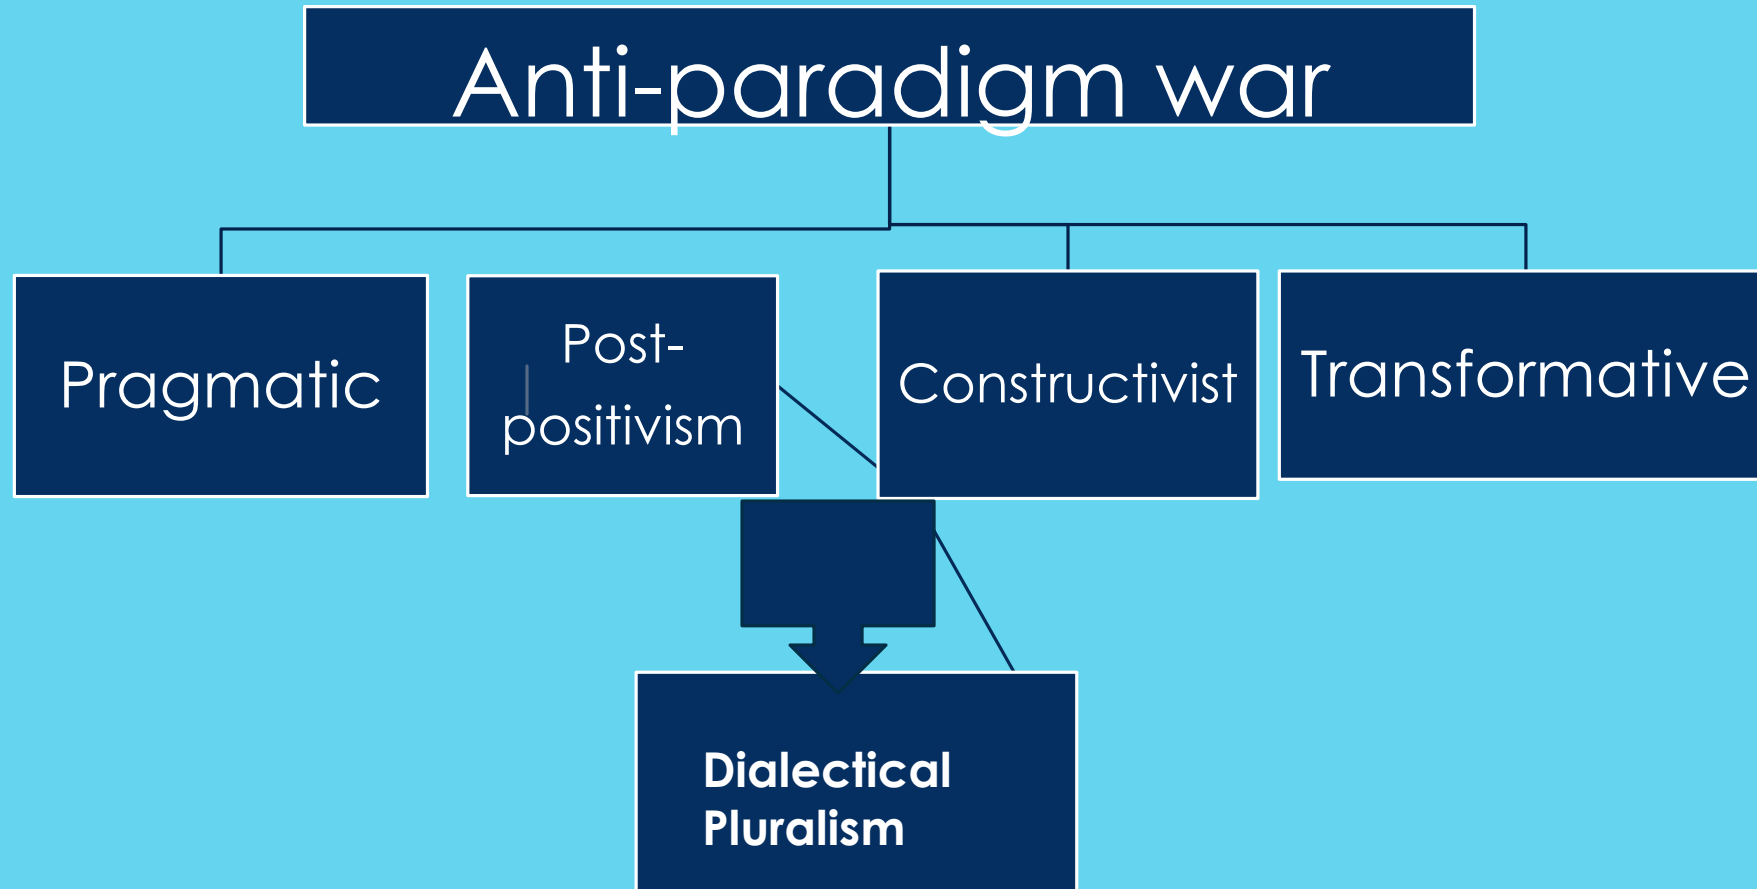 Anti-paradigm war
Pragmatic
Post-
positivism
Constructivist
Transformative
Dialectical
Pluralism